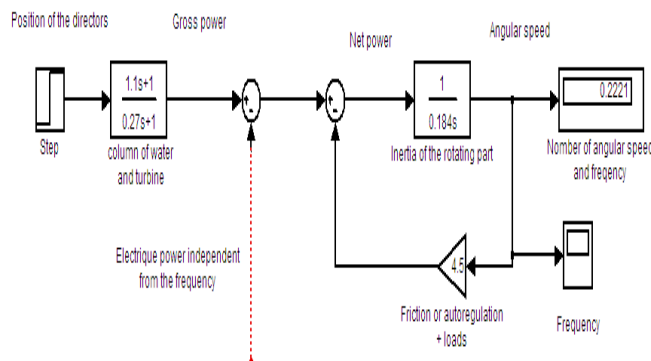 Position of the directors
Gross power
Net power
Angular speed
1.1s+1
0.27s+1
1
0.184s
0.2221
Step
column of water
and turbine
Inertia of the rotating part
Nomber of angular speed
and freqency
Electrique power independent
from the frequency
4.5
Friction or autoregulation
+ loads
Frequency